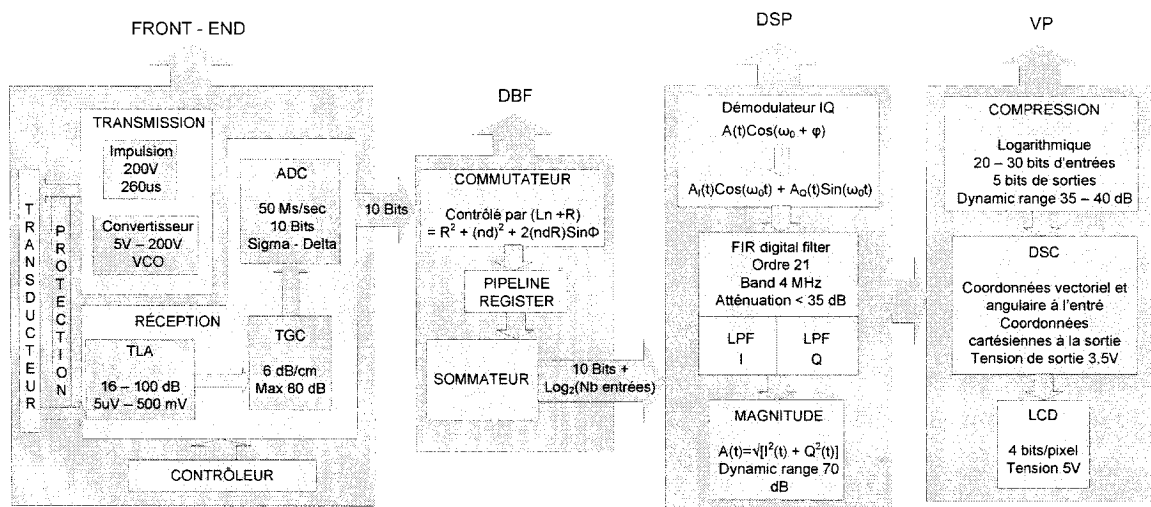 FRONT - END
TRANSDUCTEUR
PROTECTION
TRANSMISSION
Impulsion
200V
260us
Convertisseur
5V – 200V
VCO
RÉCEPTION
TLA
16 – 100 dB
5uV – 500 mV
ADC
50 Ms/sec
10 Bits
Sigma - Delta
TGC
6 dB/cm
Max 80 dB
CONTRÔLEUR
10 Bits
DBF
COMMUTATEUR
Contrôlé par (Ln +R)
= R² + (nd)² + 2(ndR)SinΦ
PIPELINE
REGISTER
SOMMATEUR
10 Bits +
Log₂(Nb entrées)
DSP
Démodulateur IQ
A(t)Cos(ω₀ + φ)
A_I(t)Cos(ω₀t) + A_Q(t)Sin(ω₀t)
FIR digital filter
Ordre 21
Band 4 MHz
Atténuation < 35 dB
LPF
I
LPF
Q
MAGNITUDE
A(t)=√[I²(t) + Q²(t)]
Dynamic range 70
dB
VP
COMPRESSION
Logarithmique
20 – 30 bits d'entrées
5 bits de sorties
Dynamic range 35 – 40 dB
DSC
Coordonnées vectoriel et
angulaire à l'entré
Coordonnées
cartésiennes à la sortie
Tension de sortie 3.5V
LCD
4 bits/pixel
Tension 5V